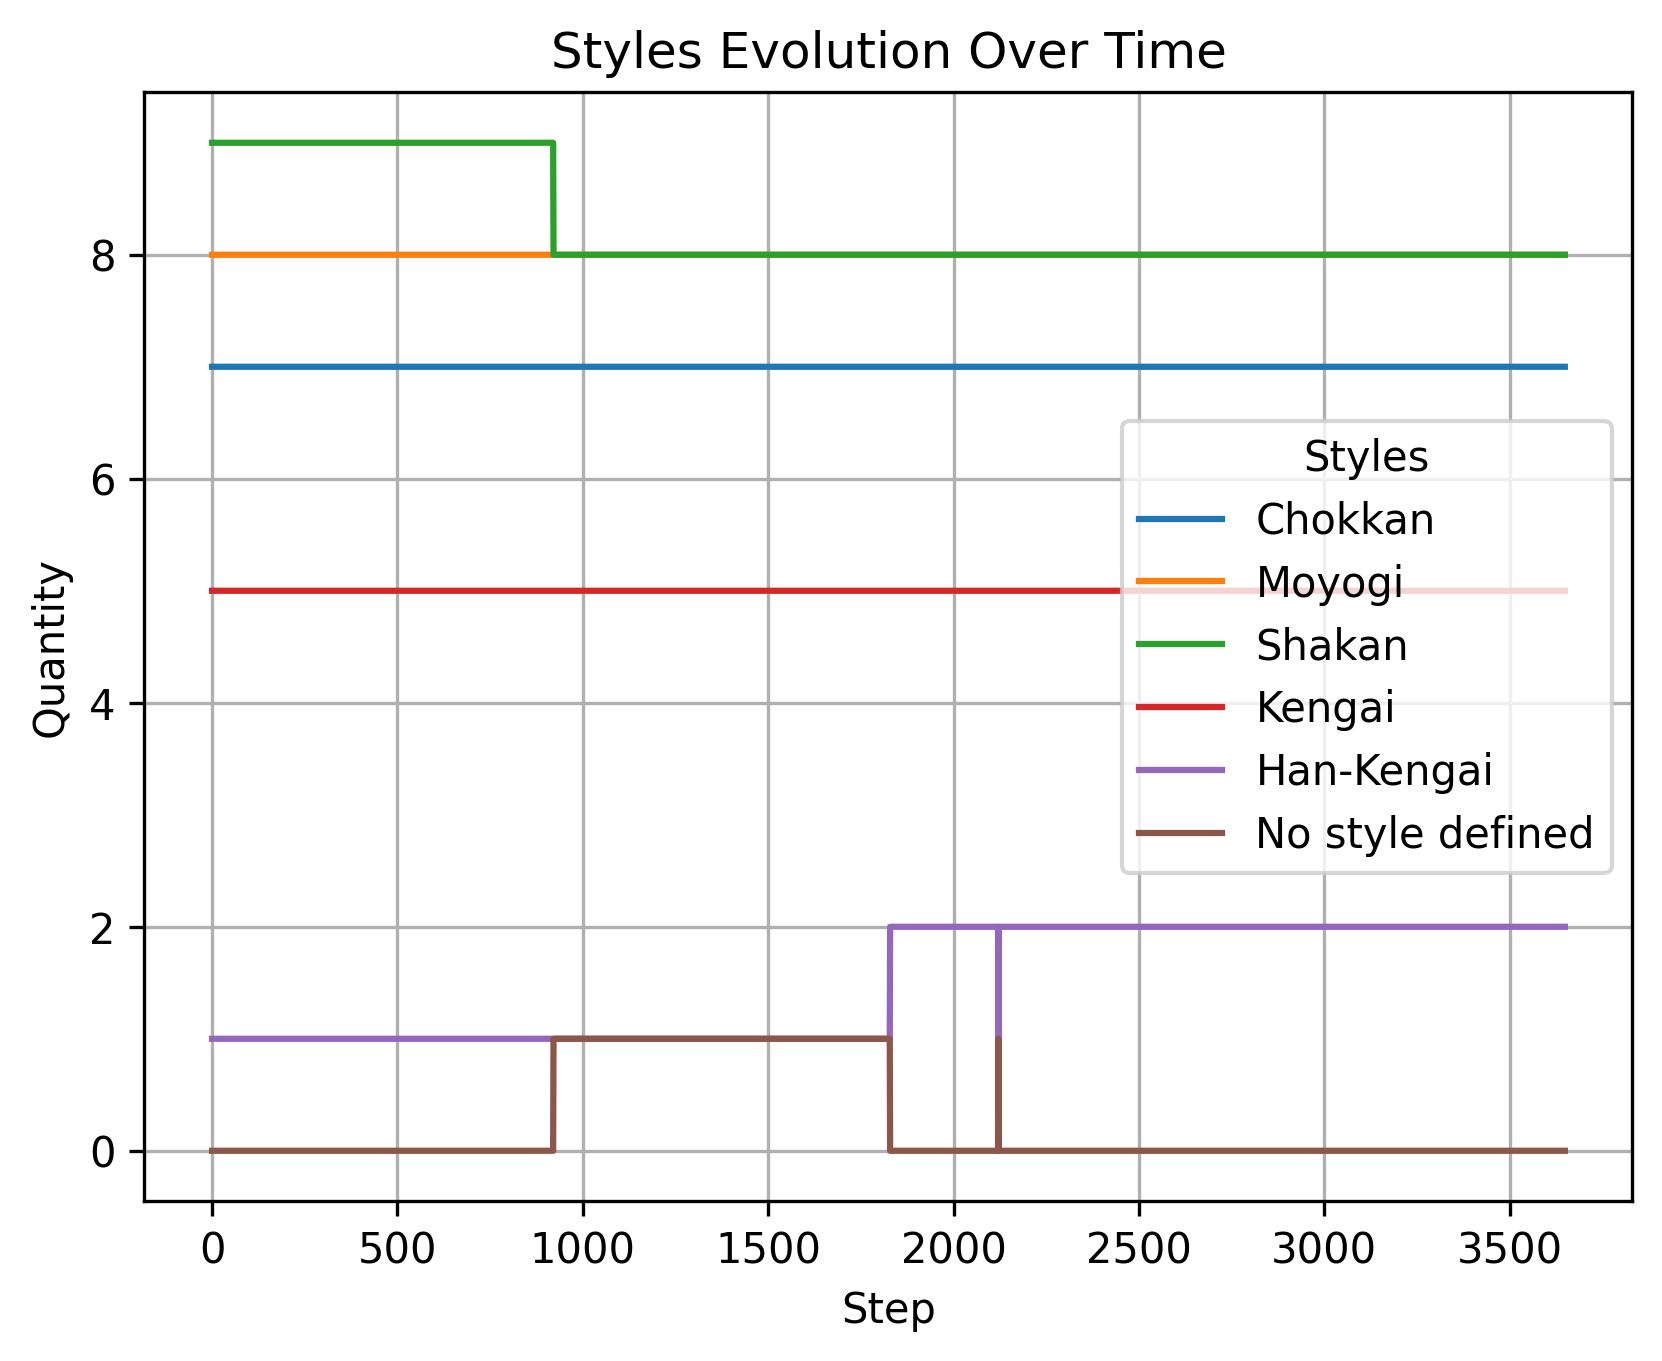 Styles Evolution Over Time
Quantity
8
6
4
2
0
Styles
Chokkan
Moyogi
Shakan
Kengai
Han-Kengai
No style defined
0 500 1000 1500 2000 2500 3000 3500
Step